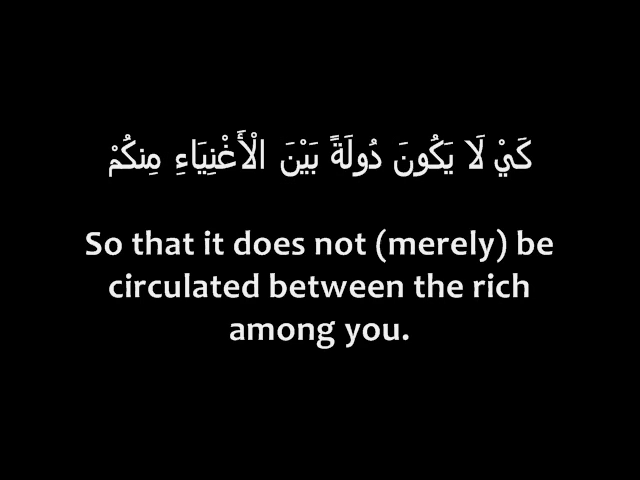 كَيْ لَا يَكُونَ دُولَةً بَيْنَ الْأَغْنِيَاءِ مِنكُمْ
So that it does not (merely) be
circulated between the rich
among you.